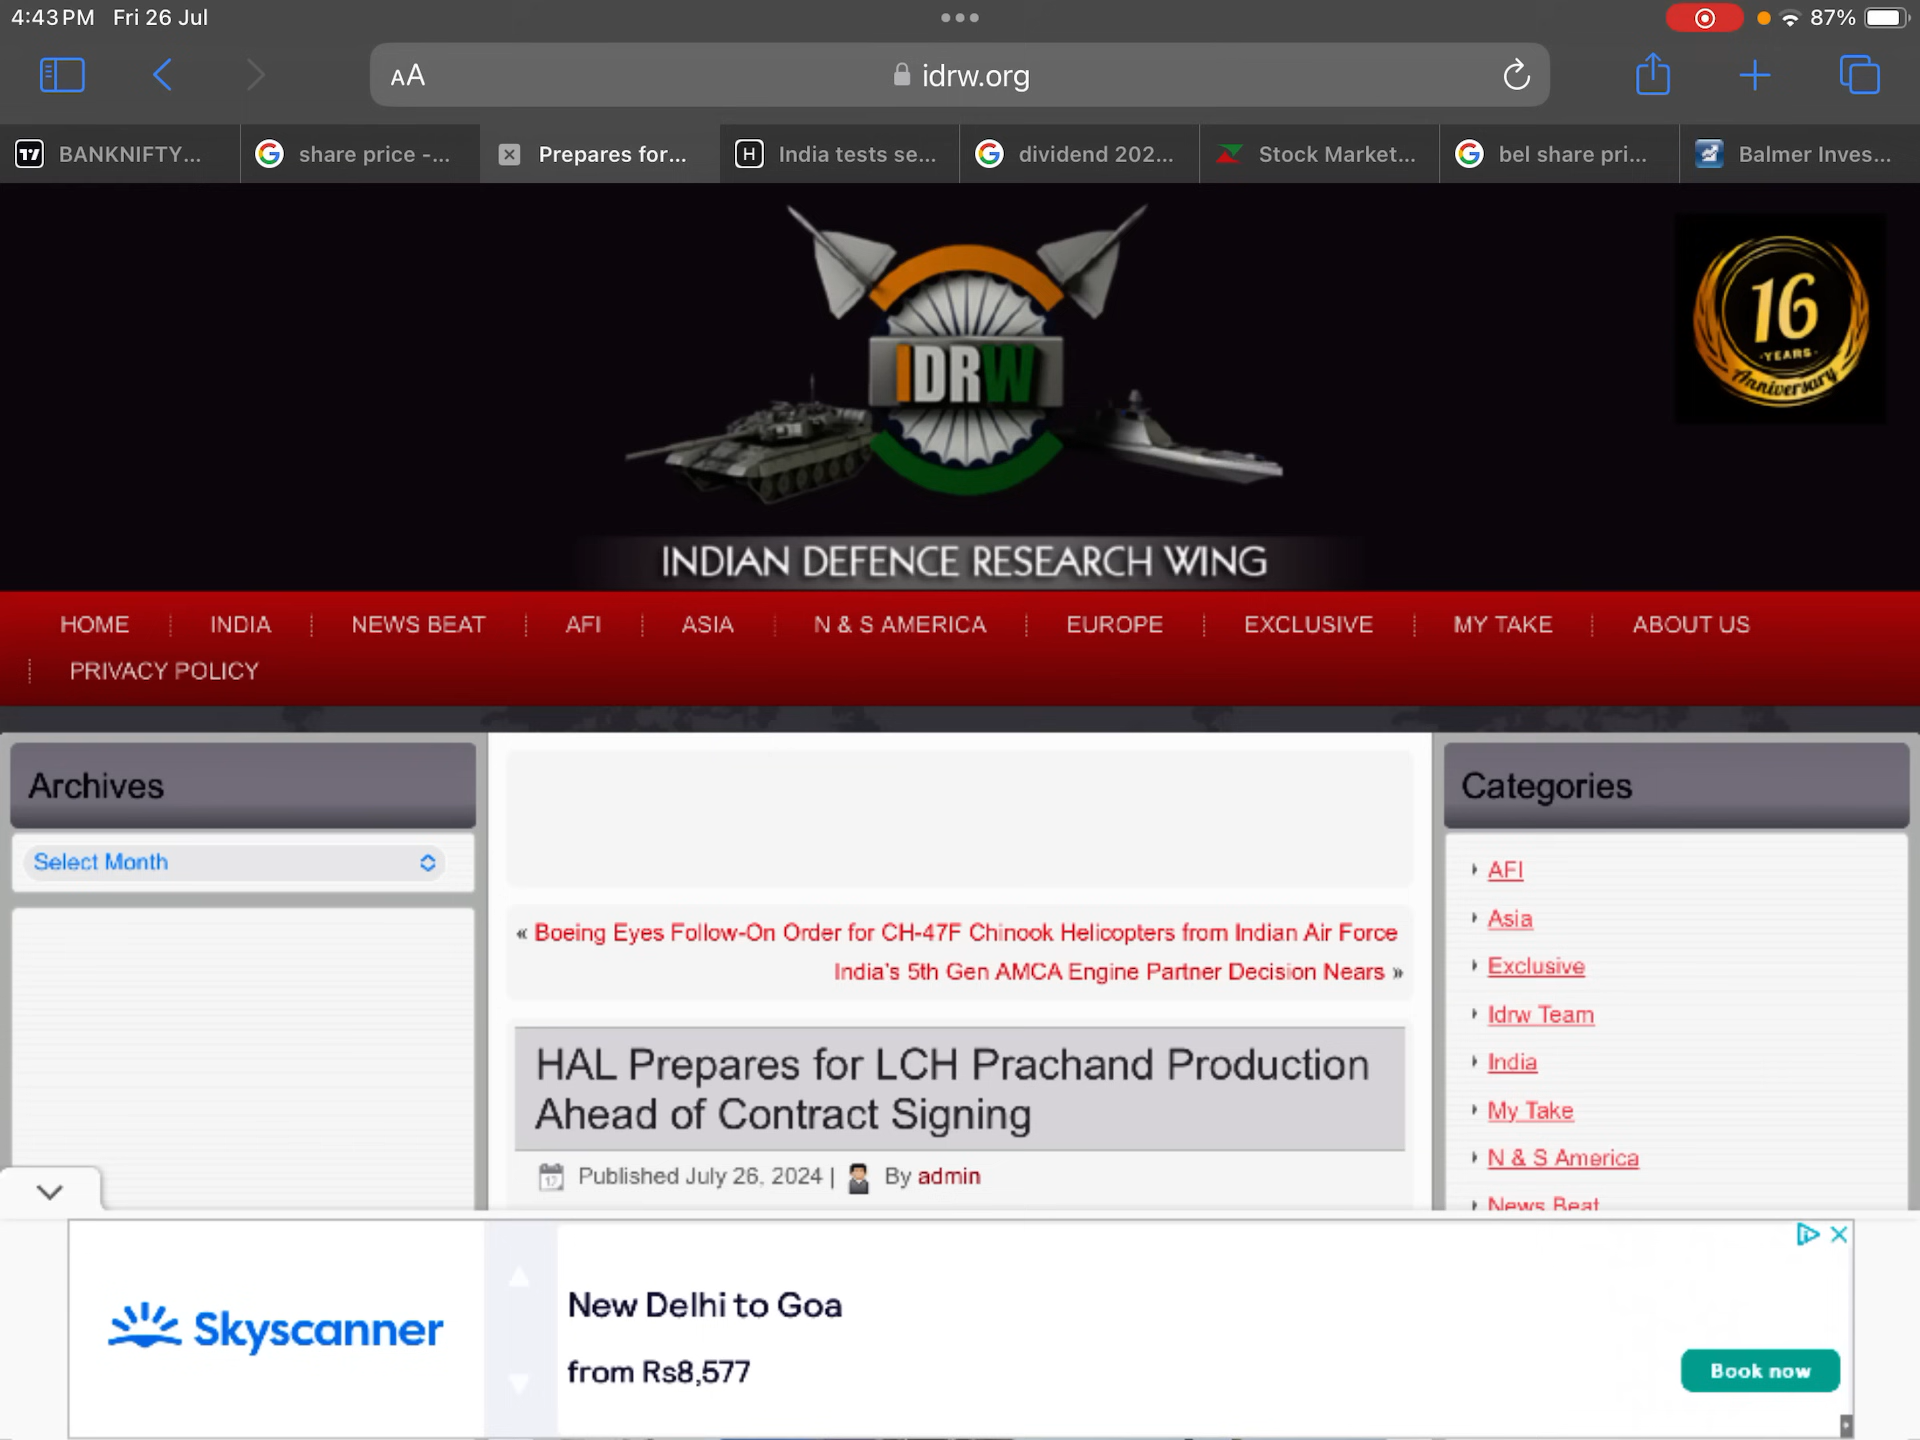 4:43 PM Fri 26 Jul
87%
AA
idrw.org
BANKNIFTY...
share price -...
Prepares for...
H
India tests se...
dividend 202...
Stock Market...
bel share pri...
Balmer Inves...
IDRW
16
YEARS
Anniversary
INDIAN DEFENCE RESEARCH WING
HOME
INDIA
NEWS BEAT
AFI
ASIA
N & S AMERICA
EUROPE
EXCLUSIVE
MY TAKE
ABOUT US
PRIVACY POLICY
Archives
Select Month
« Boeing Eyes Follow-On Order for CH-47F Chinook Helicopters from Indian Air Force
India's 5th Gen AMCA Engine Partner Decision Nears »
HAL Prepares for LCH Prachand Production
Ahead of Contract Signing
Published July 26, 2024 | By admin
Categories
AFI
Asia
Exclusive
Idrw Team
India
My Take
N & S America
News Beat
Skyscanner
New Delhi to Goa
from Rs8,577
Book now